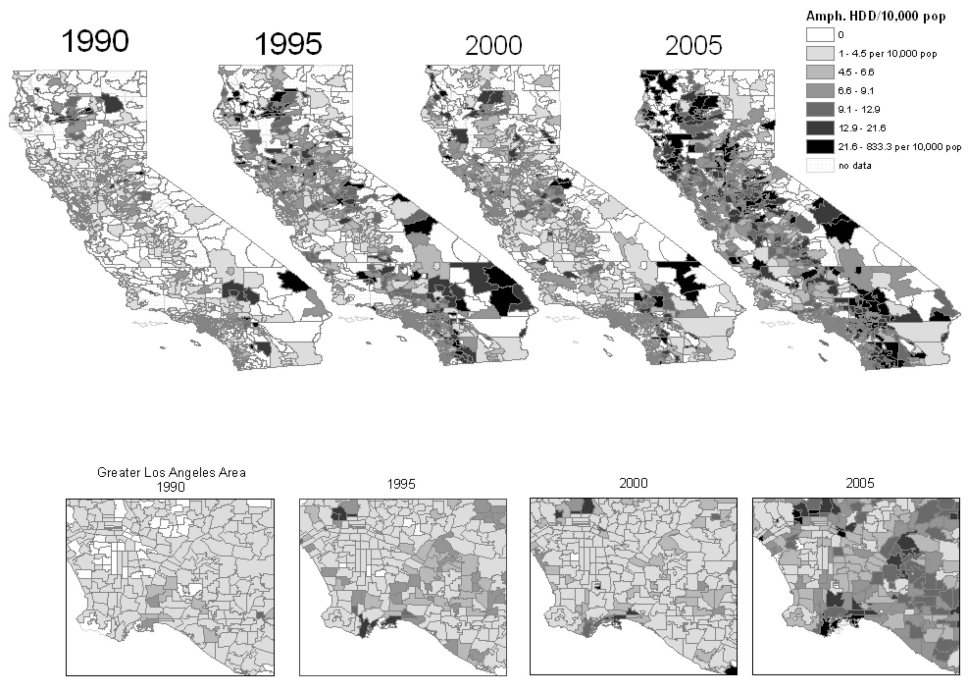 Amph. HDD/10,000 pop
0
1 - 4.5 per 10,000 pop
4.5 - 6.6
6.6 - 9.1
9.1 - 12.9
12.9 - 21.6
21.6 - 833.3 per 10,000 pop
no data
1990
1995
2000
2005
Greater Los Angeles Area
1990
1995
2000
2005